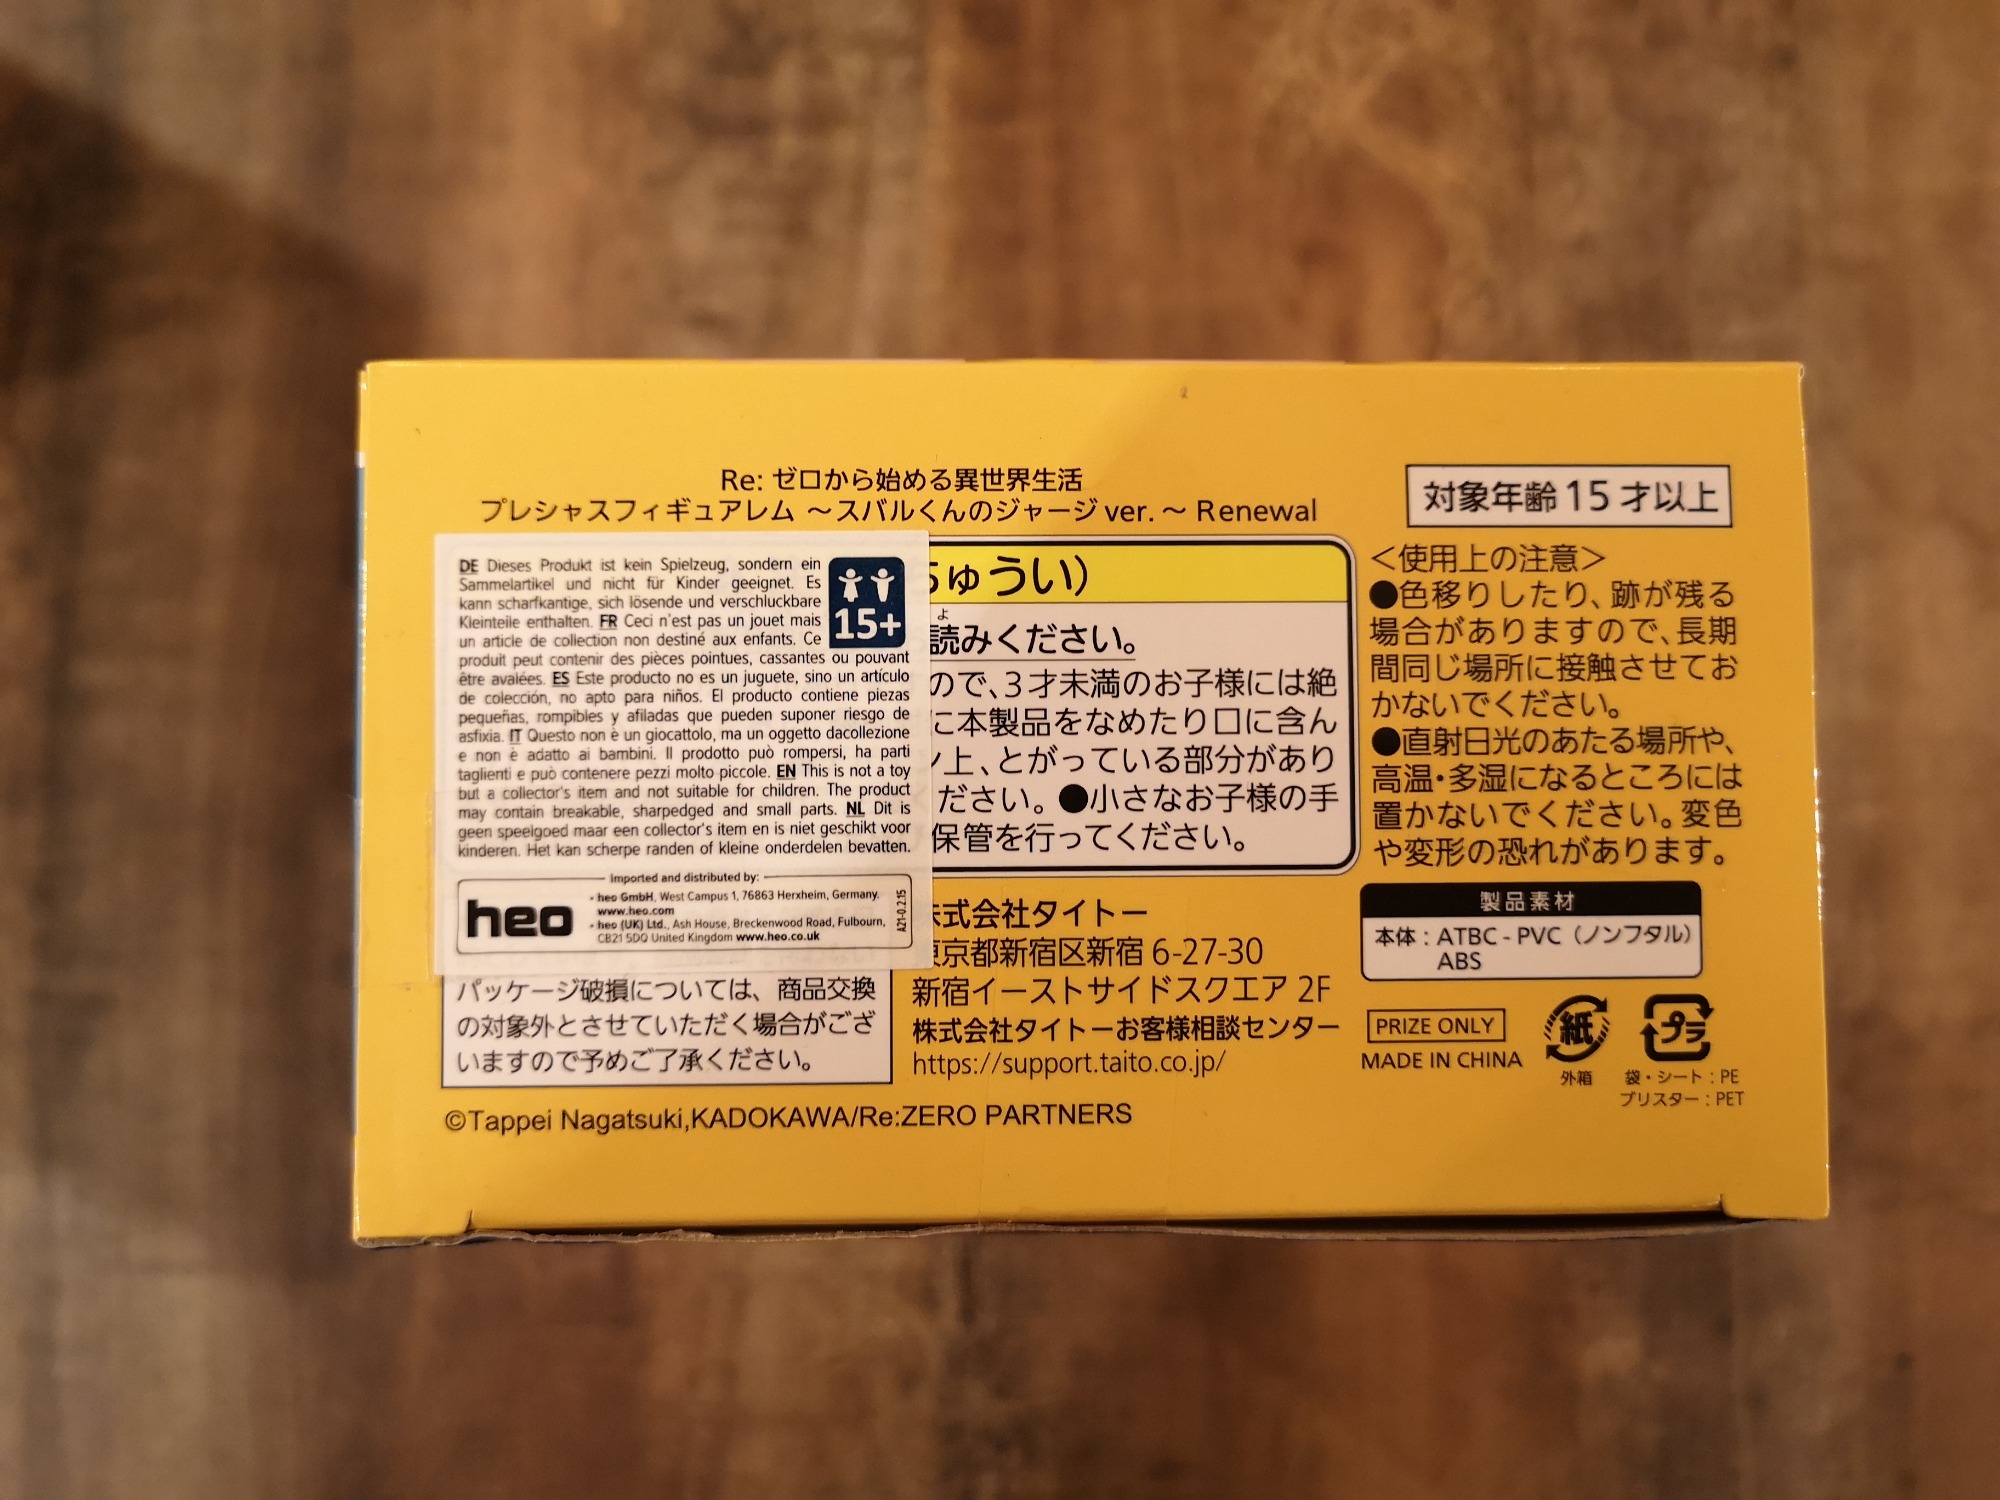 Re: ゼロから始める異世界生活
プレシャスフィギュアレム ～スバルくんのジャージ ver. ～ Renewal
DE Dieses Produkt ist kein Spielzeug, sondern ein
Sammelartikel und nicht für Kinder geeignet. Es
kann scharfkantige, sich lösende und verschluckbare
Kleinteile enthalten. FR Ceci n'est pas un jouet mais
un article de collection non destiné aux enfants. Ce
produit peut contenir des pièces pointues, cassantes ou pouvant
être avalées. ES Este producto no es un juguete, sino un artículo
de colección, no apto para niños. El producto contiene piezas
pequeñas, rompibles y afiladas que pueden suponer riesgo de
asfixia. IT Questo non è un giocattolo, ma un oggetto dacollezione
e non è adatto ai bambini. Il prodotto può rompersi, ha parti
taglienti e può contenere pezzi molto piccole. EN This is not a toy
but a collector's item and not suitable for children. The product
may contain breakable, sharpedged and small parts. NL Dit is
geen speelgoed maar een collector's item en is niet geschikt voor
kinderen. Het kan scherpe randen of kleine onderdelen bevatten.
15+
Imported and distributed by:
heo
- heo GmbH, West Campus 1, 76863 Herxheim, Germany.
www.heo.com
- heo (UK) Ltd., Ash House, Breckenwood Road, Fulbourn,
CB21 5DQ United Kingdom www.heo.co.uk
A21-0.2.15
ゅうい）
よ
読みください。
ので、3才未満のお子様には絶
に本製品をなめたり口に含ん
上、とがっている部分があり
ださい。●小さなお子様の手
保管を行ってください。
パッケージ破損については、商品交換
の対象外とさせていただく場合がござ
いますので予めご了承ください。
株式会社タイトー
東京都新宿区新宿 6-27-30
新宿イーストサイドスクエア 2F
株式会社タイトーお客様相談センター
https://support.taito.co.jp/
©Tappei Nagatsuki,KADOKAWA/Re:ZERO PARTNERS
対象年齢 15 才以上
＜使用上の注意＞
●色移りしたり、跡が残る
場合がありますので、長期
間同じ場所に接触させてお
かないでください。
●直射日光のあたる場所や、
高温・多湿になるところには
置かないでください。変色
や変形の恐れがあります。
製品素材
本体：ATBC - PVC（ノンフタル）
ABS
PRIZE ONLY
MADE IN CHINA
紙
外箱
プラ
袋・シート：PE
ブリスター：PET